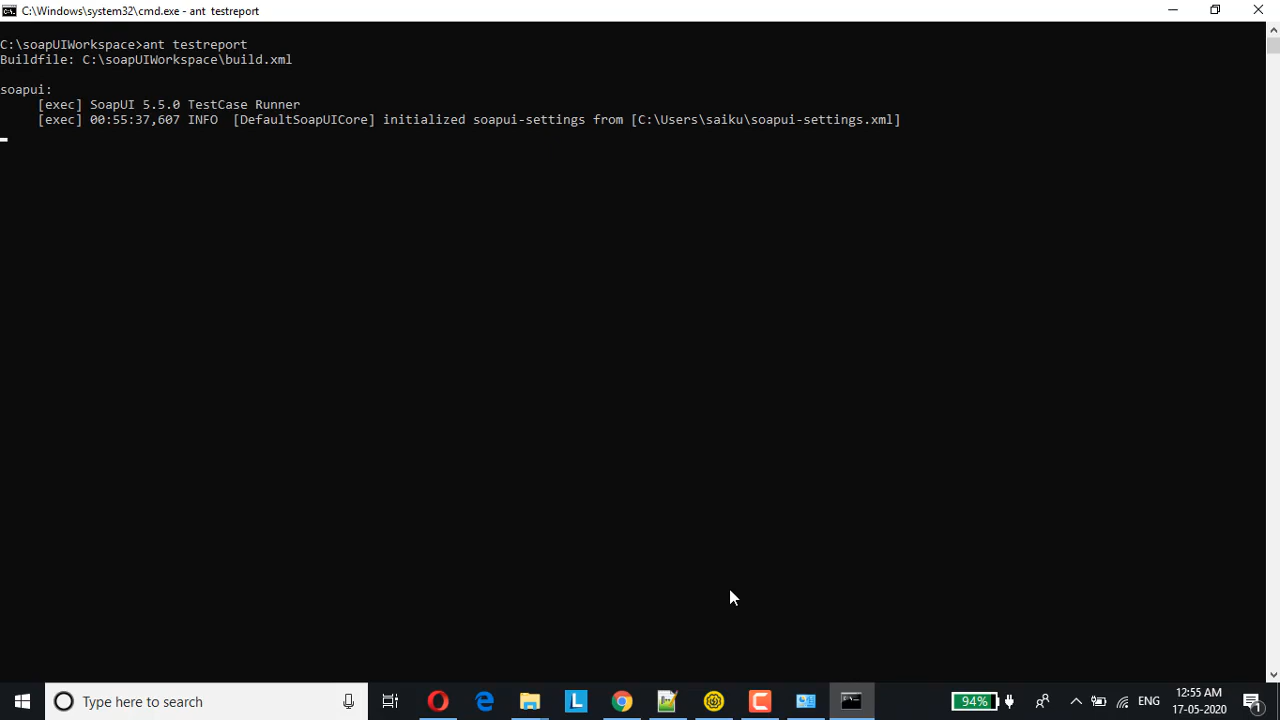 C:\Windows\system32\cmd.exe - ant  testreport
C:\soapUIWorkspace>ant testreport
Buildfile: C:\soapUIWorkspace\build.xml
soapui:
[exec] SoapUI 5.5.0 TestCase Runner
[exec] 00:55:37,607 INFO  [DefaultSoapUICore] initialized soapui-settings from [C:\Users\saiku\soapui-settings.xml]
Type here to search
L
94%
ENG
12:55 AM
17-05-2020
1